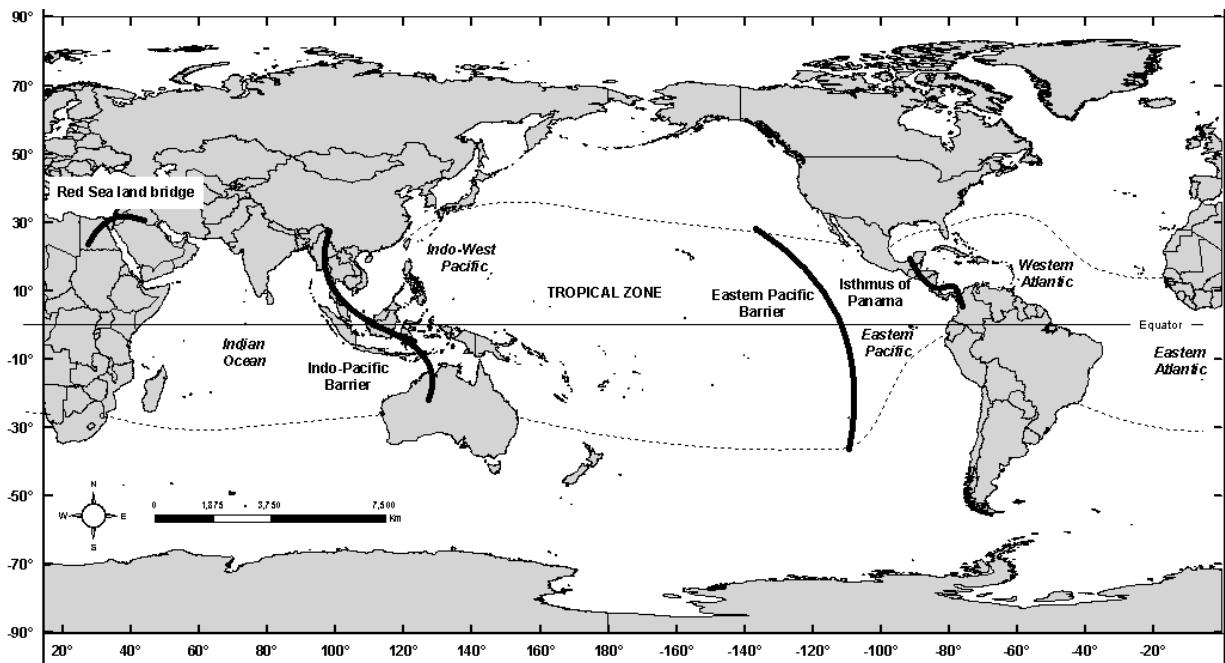 90°
70°
50°
30°
10°
-10°
-30°
-50°
-70°
-90°
Red Sea land bridge
Indo-West
Pacific
TROPICAL ZONE
Eastern Pacific
Barrier
Isthmus of
Panama
Western
Atlantic
Equator
Indian
Ocean
Indo-Pacific
Barrier
Eastern
Pacific
Eastern
Atlantic
N
W E
S
0 1,875 3,750 7,500
Km
20° 40° 60° 80° 100° 120° 140° 160° 180° -160° -140° -120° -100° -80° -60° -40° -20°